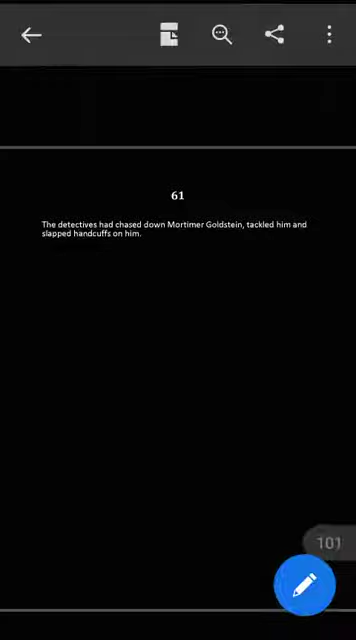 61
The detectives had chased down Mortimer Goldstein, tackled him and
slapped handcuffs on him.
101